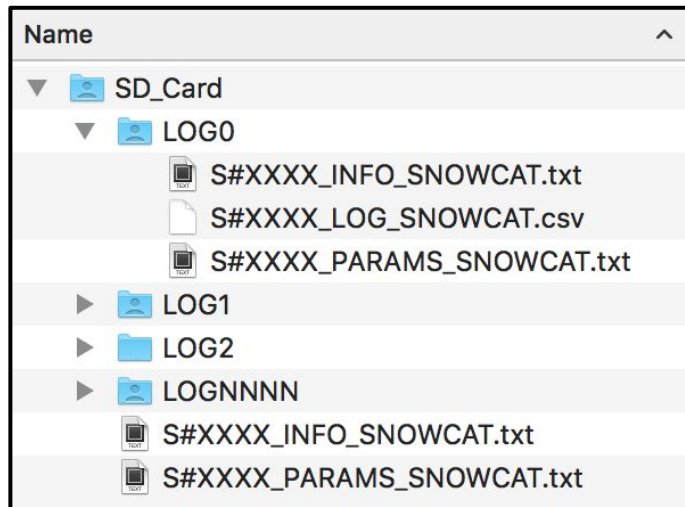 Name
SD_Card
LOG0
S#XXXX_INFO_SNOWCAT.txt
S#XXXX_LOG_SNOWCAT.csv
S#XXXX_PARAMS_SNOWCAT.txt
LOG1
LOG2
LOGNNNN
S#XXXX_INFO_SNOWCAT.txt
S#XXXX_PARAMS_SNOWCAT.txt